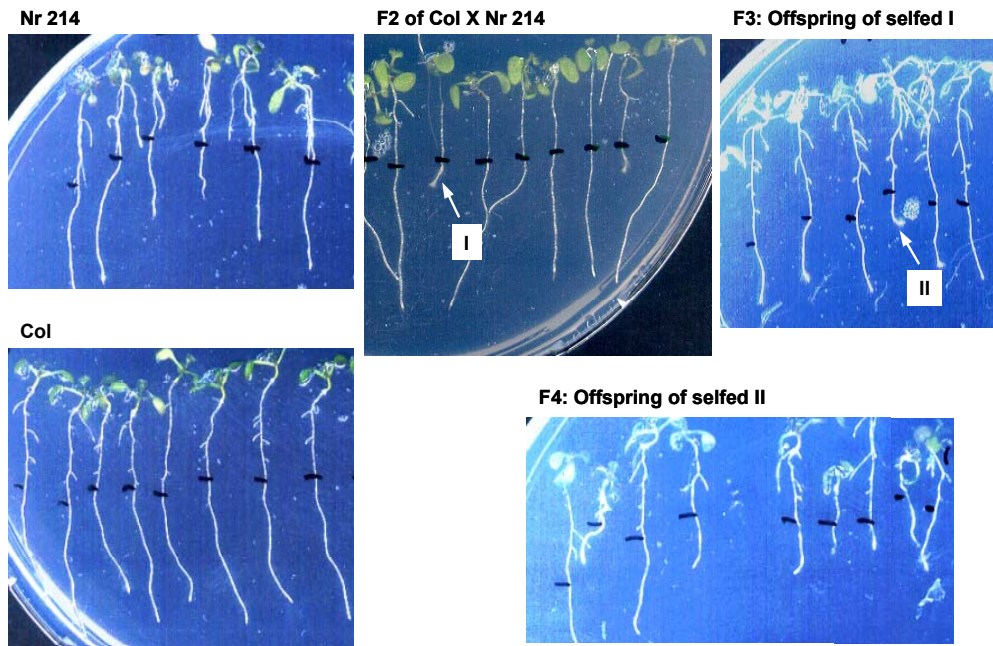 Nr 214
F2 of Col X Nr 214
F3: Offspring of selfed I
I
II
Col
F4: Offspring of selfed II